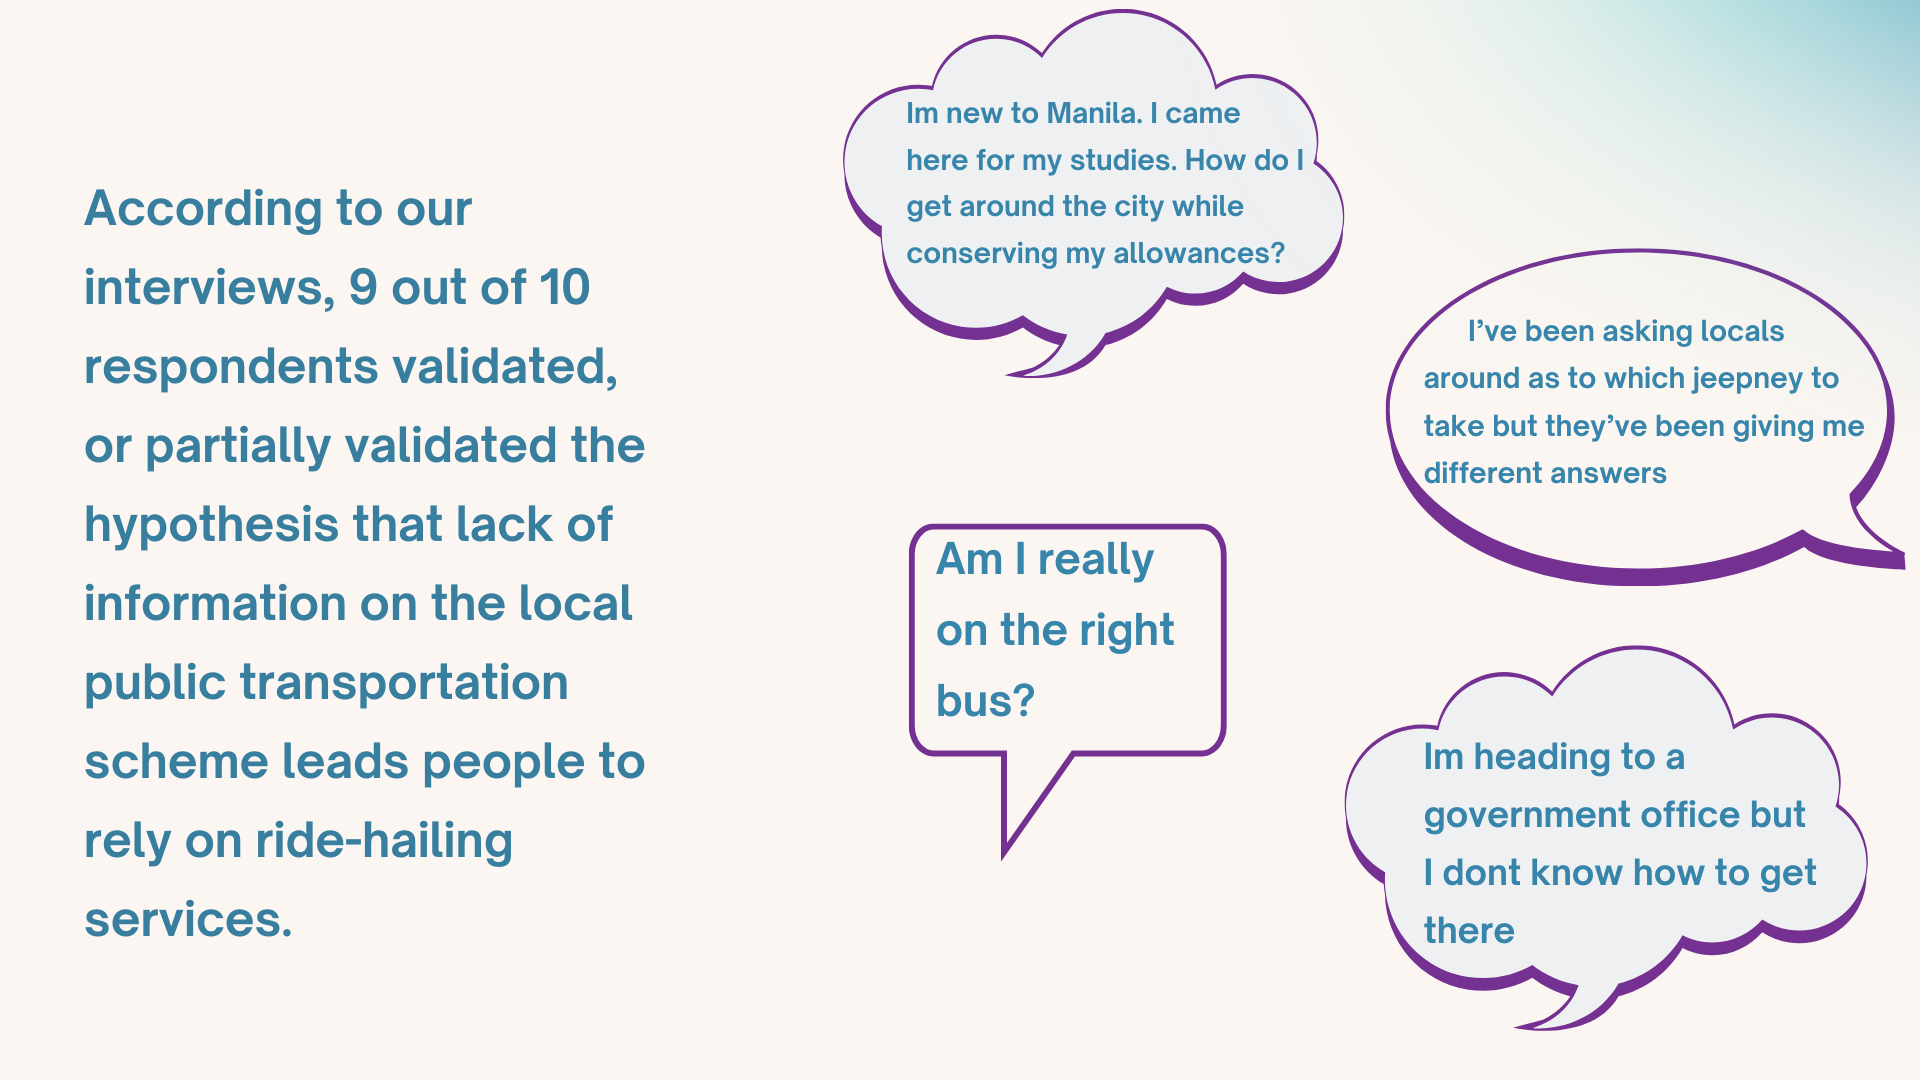 According to our
interviews, 9 out of 10
respondents validated,
or partially validated the
hypothesis that lack of
information on the local
public transportation
scheme leads people to
rely on ride-hailing
services.
Im new to Manila. I came
here for my studies. How do I
get around the city while
conserving my allowances?
I’ve been asking locals
around as to which jeepney to
take but they’ve been giving me
different answers
Am I really
on the right
bus?
Im heading to a
government office but
I dont know how to get
there